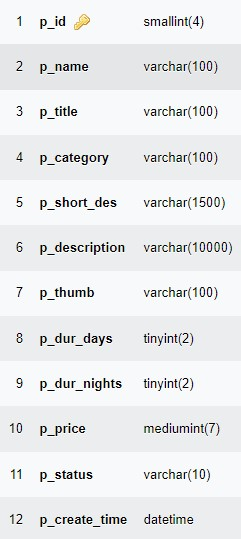 1 p_id smallint(4)
2 p_name varchar(100)
3 p_title varchar(100)
4 p_category varchar(100)
5 p_short_des varchar(1500)
6 p_description varchar(10000)
7 p_thumb varchar(100)
8 p_dur_days tinyint(2)
9 p_dur_nights tinyint(2)
10 p_price mediumint(7)
11 p_status varchar(10)
12 p_create_time datetime